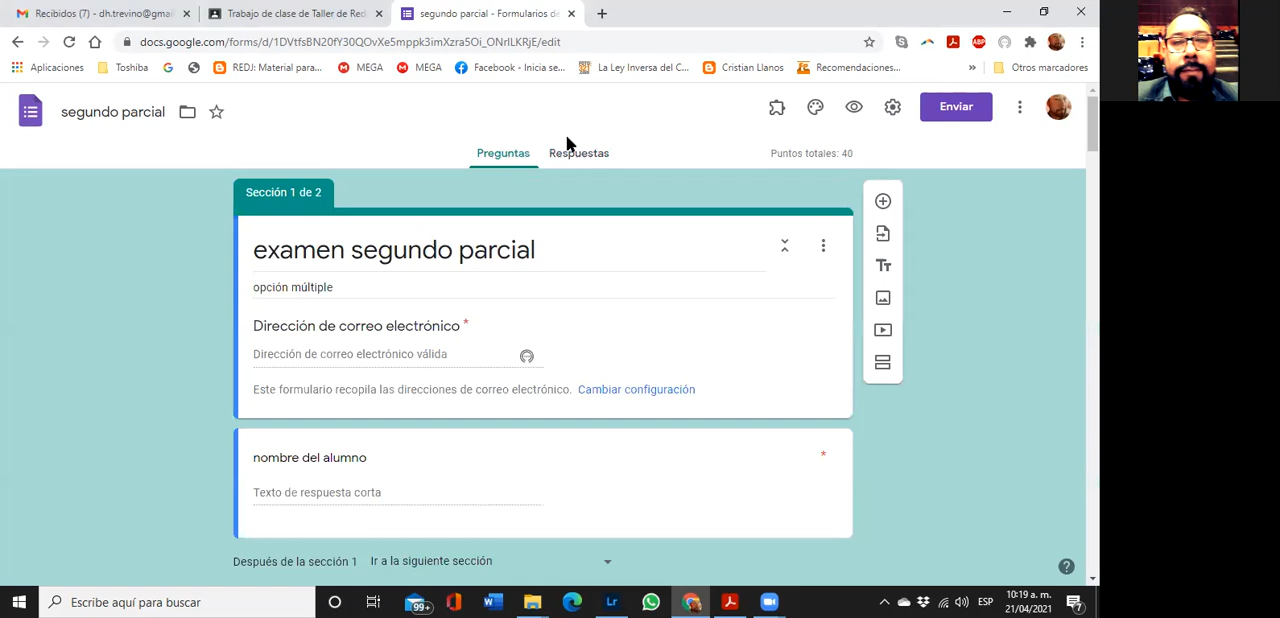 Recibidos (7) - dh.trevino@gmai
Trabajo de clase de Taller de Red
segundo parcial - Formularios de
docs.google.com/forms/d/1DVtfsBN20fY30QOvXe5mppk3imXzra5Oi_ONrILKRjE/edit
Aplicaciones
Toshiba
REDJ: Material para...
MEGA
MEGA
Facebook - Inicia se...
La Ley Inversa del C...
Cristian Llanos
Recomendaciones...
»
Otros marcadores
segundo parcial
Enviar
Preguntas
Respuestas
Puntos totales: 40
Sección 1 de 2
examen segundo parcial
opción múltiple
Dirección de correo electrónico *
Dirección de correo electrónico válida
Este formulario recopila las direcciones de correo electrónico. Cambiar configuración
nombre del alumno *
Texto de respuesta corta
Después de la sección 1 Ir a la siguiente sección
Escribe aquí para buscar
99+
Lr
ESP
10:19 a. m.
21/04/2021
7